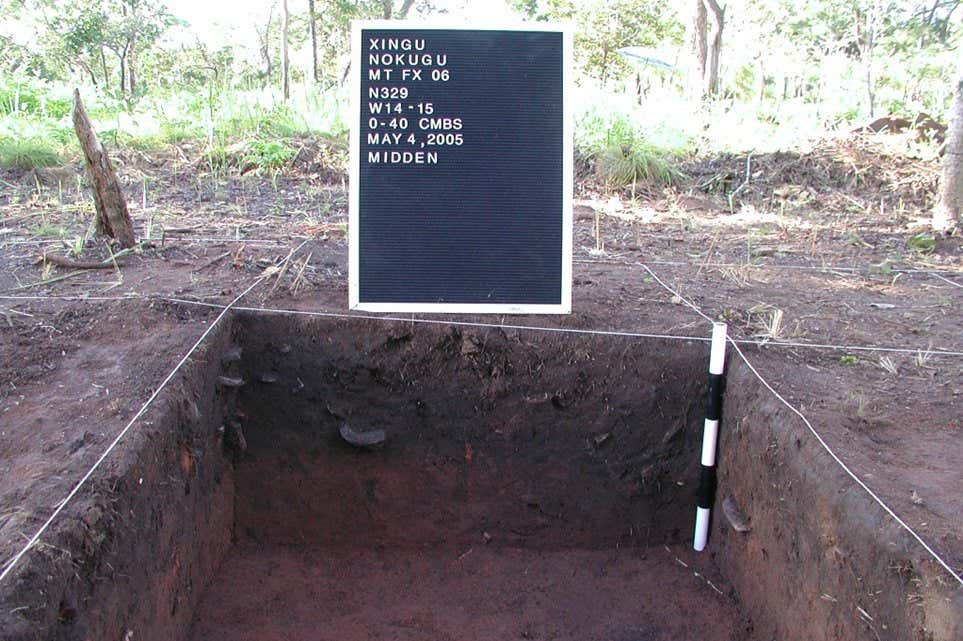 XINGU
NOKUGU
MT FX 06
N329
W14-15
0-40 CMBS
MAY 4,2005
MIDDEN